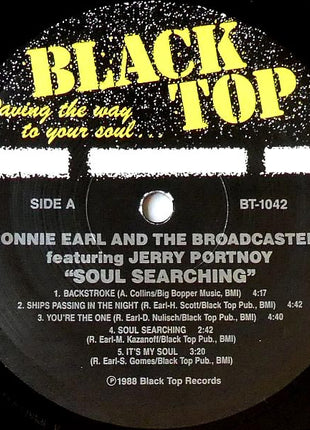 BLACK
TOP
Paving the way
to your soul...
SIDE A
BT-1042
ONNIE EARL AND THE BRØADCASTE
featuring JERRY PØRTNOY
"SOUL SEARCHING"
1. BACKSTROKE (A. Collins/Big Bopper Music, BMI) 4:17
2. SHIPS PASSING IN THE NIGHT (R. Earl-H. Scott/Black Top Pub., BMI) 4:42
3. YOU'RE THE ONE (R. Earl-D. Nulisch/Black Top Pub., BMI) 4:40
4. SOUL SEARCHING 2:42
(R. Earl-M. Kazanoff/Black Top Pub., BMI)
5. IT'S MY SOUL 3:20
(R. Earl-S. Gomes/Black Top Pub., BMI)
℗1988 Black Top Records